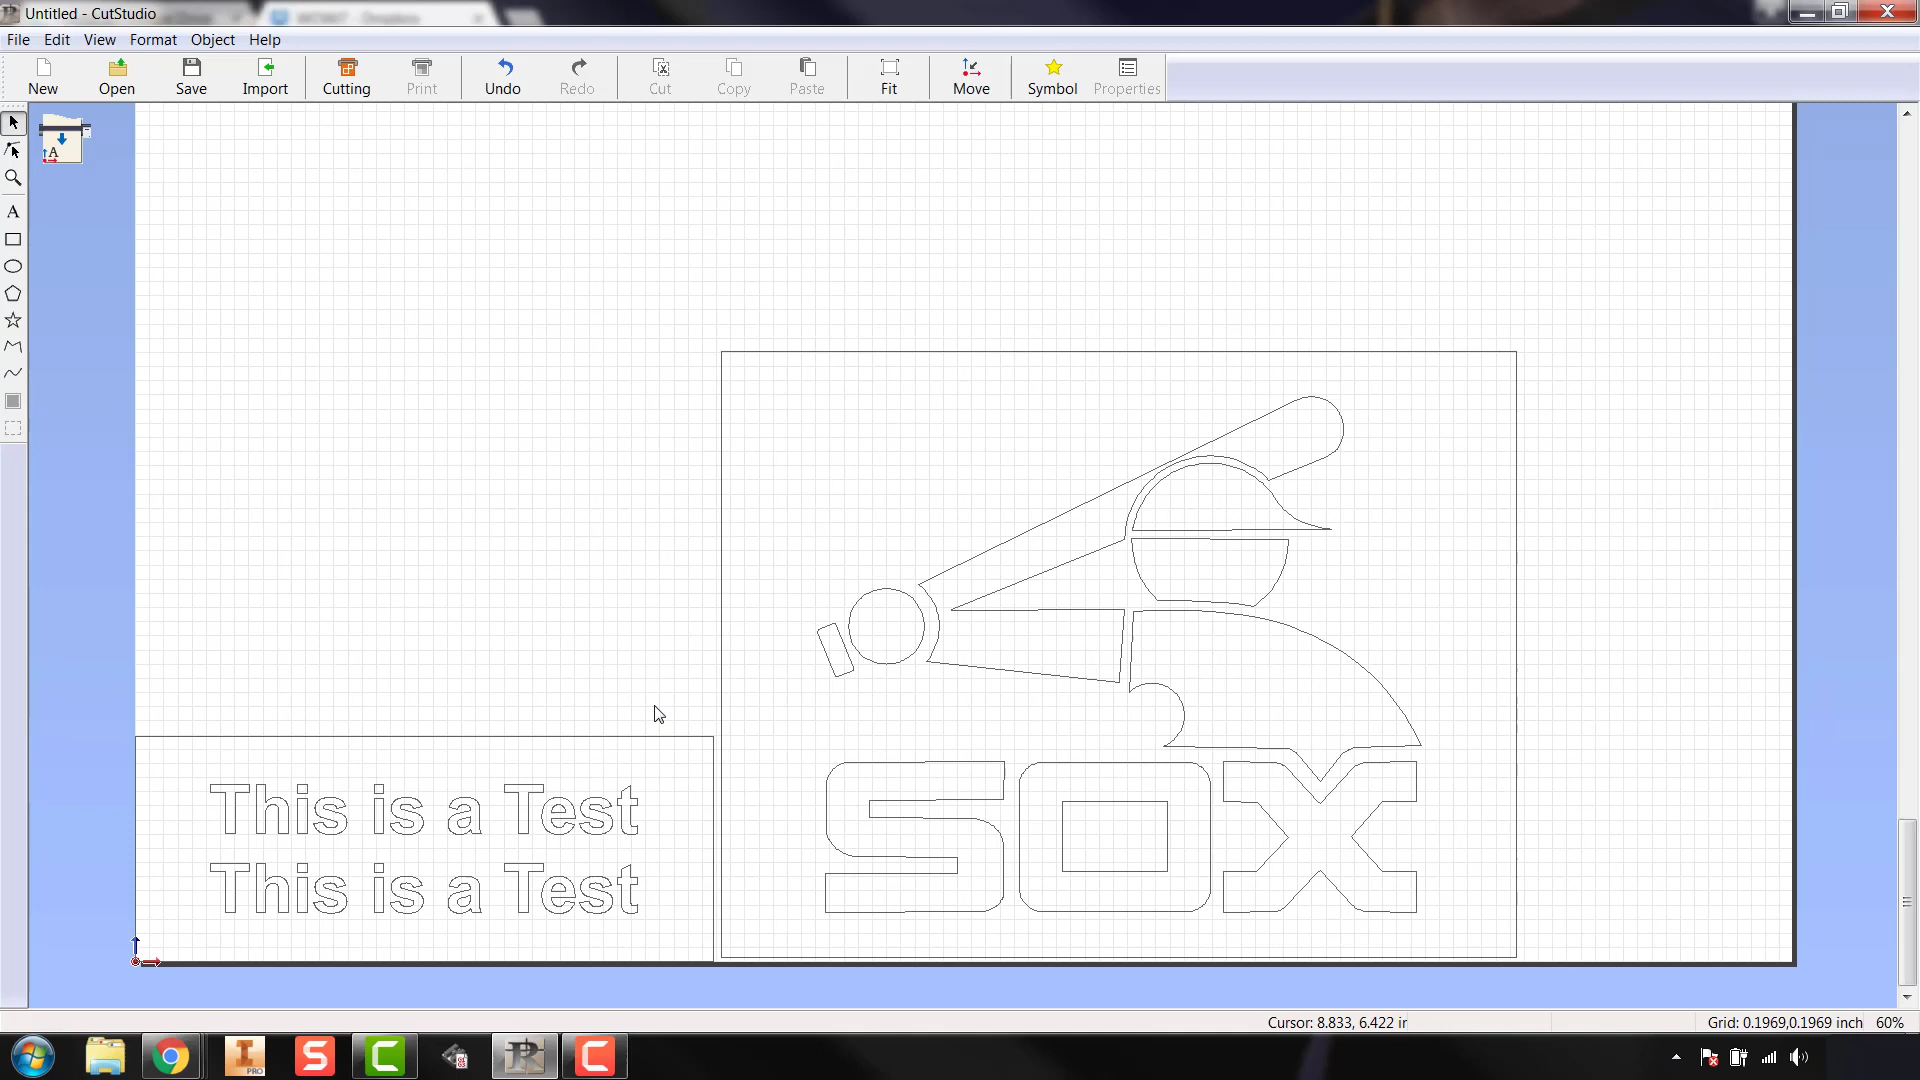 Untitled - CutStudio
File Edit View Format Object Help
New Open Save Import Cutting Print Undo Redo Cut Copy Paste Fit Move Symbol Properties
A
A
This is a Test
This is a Test
SOX
Cursor: 8.833, 6.422 ir
Grid: 0.1969,0.1969 inch 60%
PRO